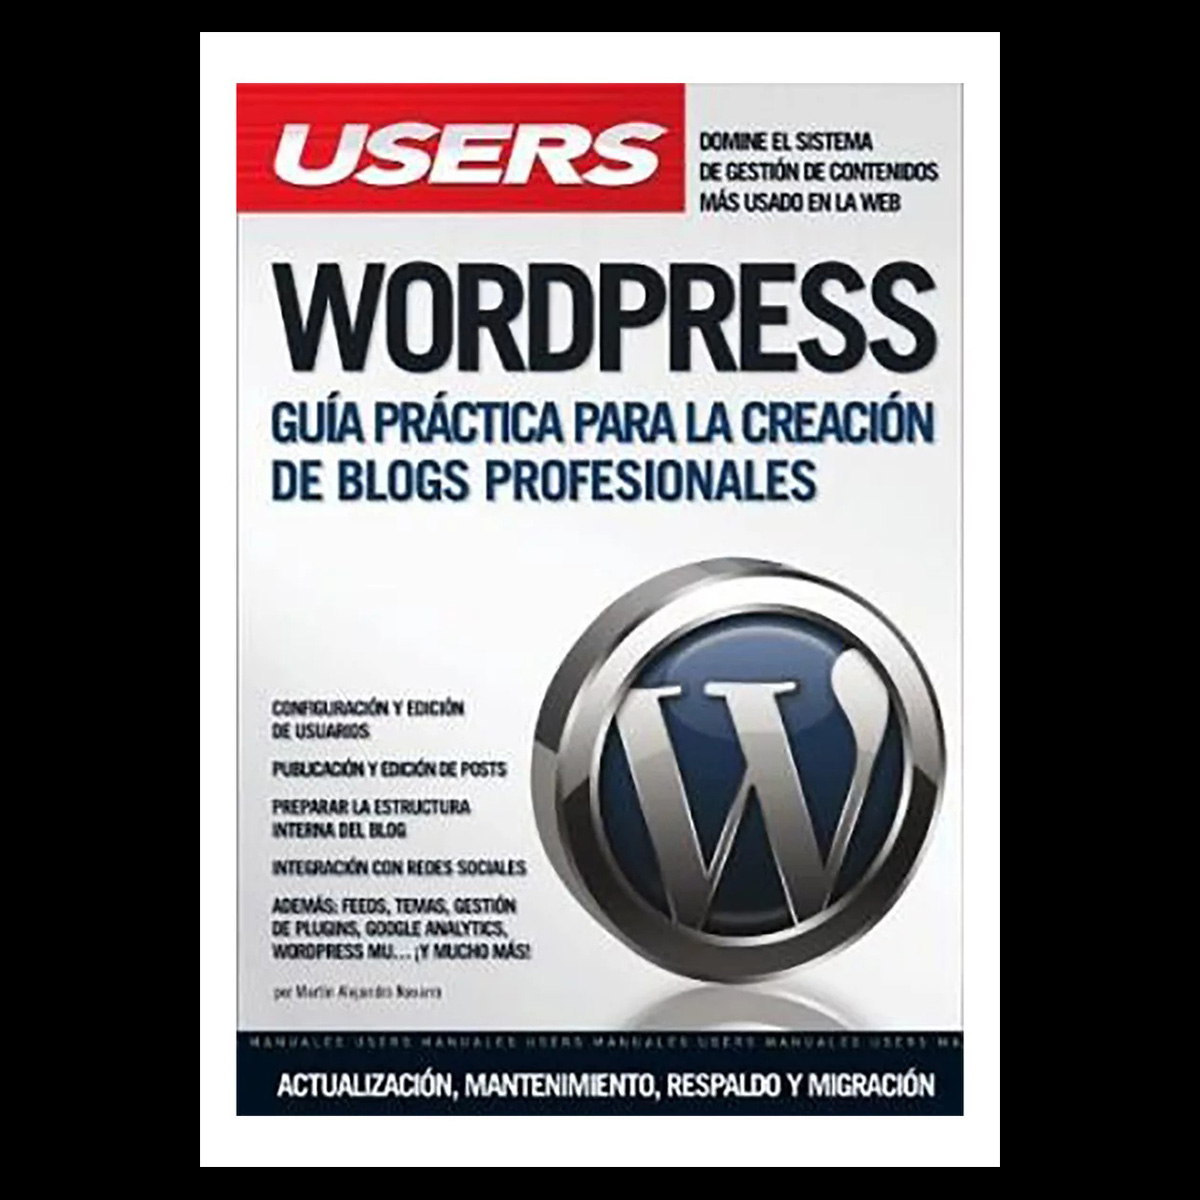 USERS
DOMINE EL SISTEMA
DE GESTIÓN DE CONTENIDOS
MÁS USADO EN LA WEB
WORDPRESS
GUÍA PRÁCTICA PARA LA CREACIÓN
DE BLOGS PROFESIONALES
W
CONFIGURACIÓN Y EDICIÓN
DE USUARIOS
PUBLICACIÓN Y EDICIÓN DE POSTS
PREPARAR LA ESTRUCTURA
INTERNA DEL BLOG
INTEGRACIÓN CON REDES SOCIALES
ADEMÁS: FEEDS, TEMAS, GESTIÓN
DE PLUGINS, GOOGLE ANALYTICS,
WORDPRESS MU... ¡Y MUCHO MÁS!
por Martín Alejandro Navarro
MANUALES USERS MANUALES USERS MANUALES USERS MANUALES USERS MA
ACTUALIZACIÓN, MANTENIMIENTO, RESPALDO Y MIGRACIÓN